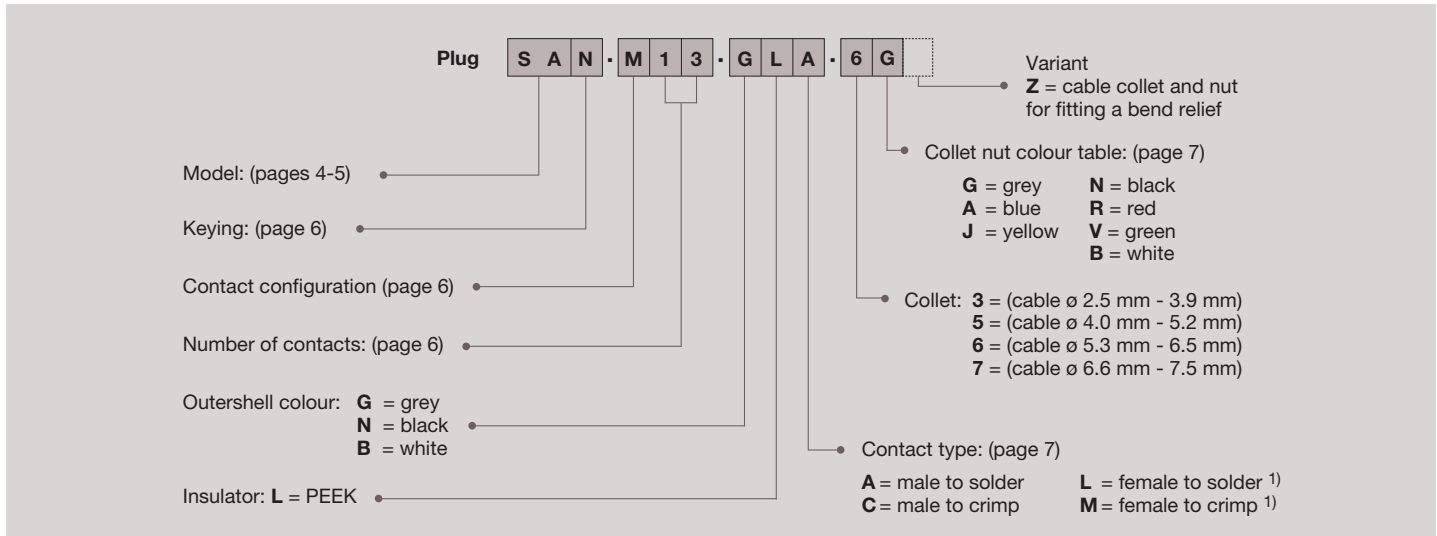 Plug S A N · M 1 3 · G L A · 6 G
Variant
Z = cable collet and nut
for fitting a bend relief
Model: (pages 4-5)
Keying: (page 6)
Contact configuration (page 6)
Number of contacts: (page 6)
Outershell colour: G = grey
N = black
B = white
Insulator: L = PEEK
Collet nut colour table: (page 7)
G = grey N = black
A = blue R = red
J = yellow V = green
B = white
Collet: 3 = (cable ø 2.5 mm - 3.9 mm)
5 = (cable ø 4.0 mm - 5.2 mm)
6 = (cable ø 5.3 mm - 6.5 mm)
7 = (cable ø 6.6 mm - 7.5 mm)
Contact type: (page 7)
A = male to solder L = female to solder 1)
C = male to crimp M = female to crimp 1)